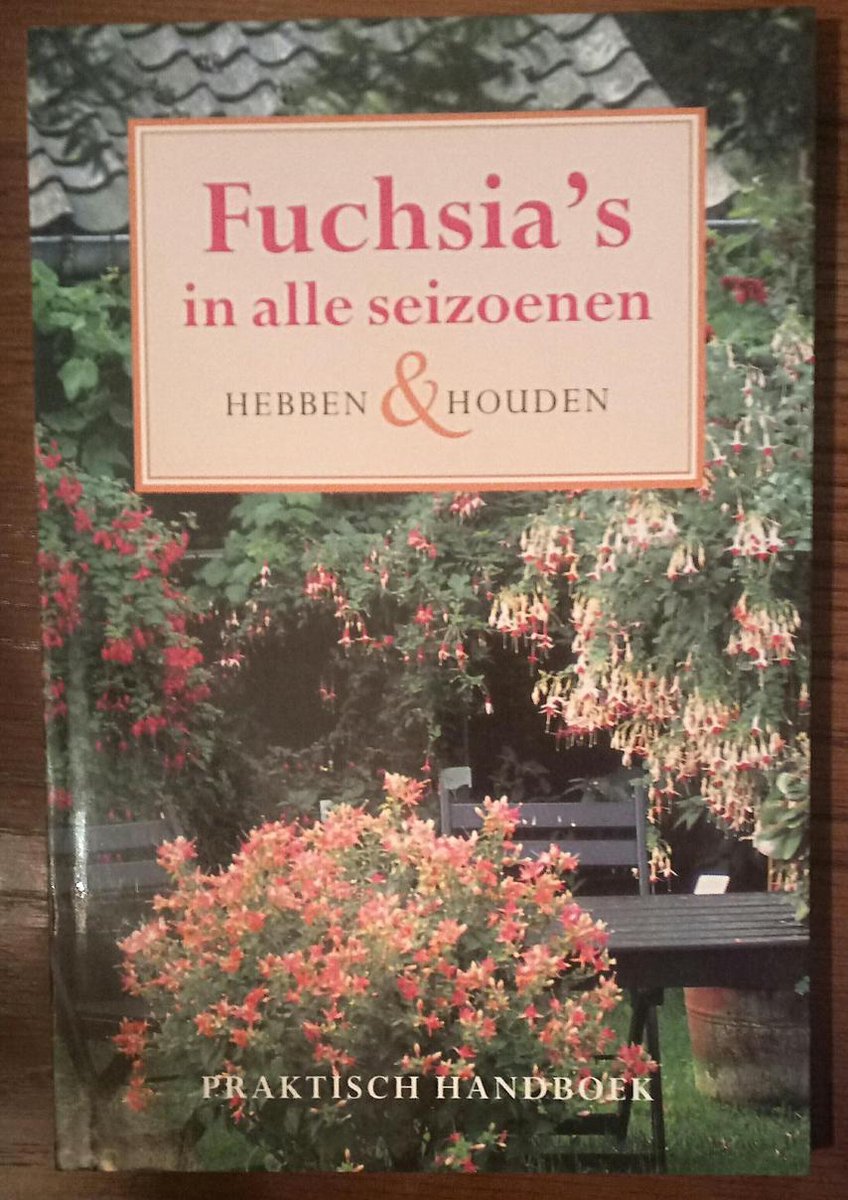 Fuchsia's
in alle seizoenen
HEBBEN & HOUDEN
PRAKTISCH HANDBOEK